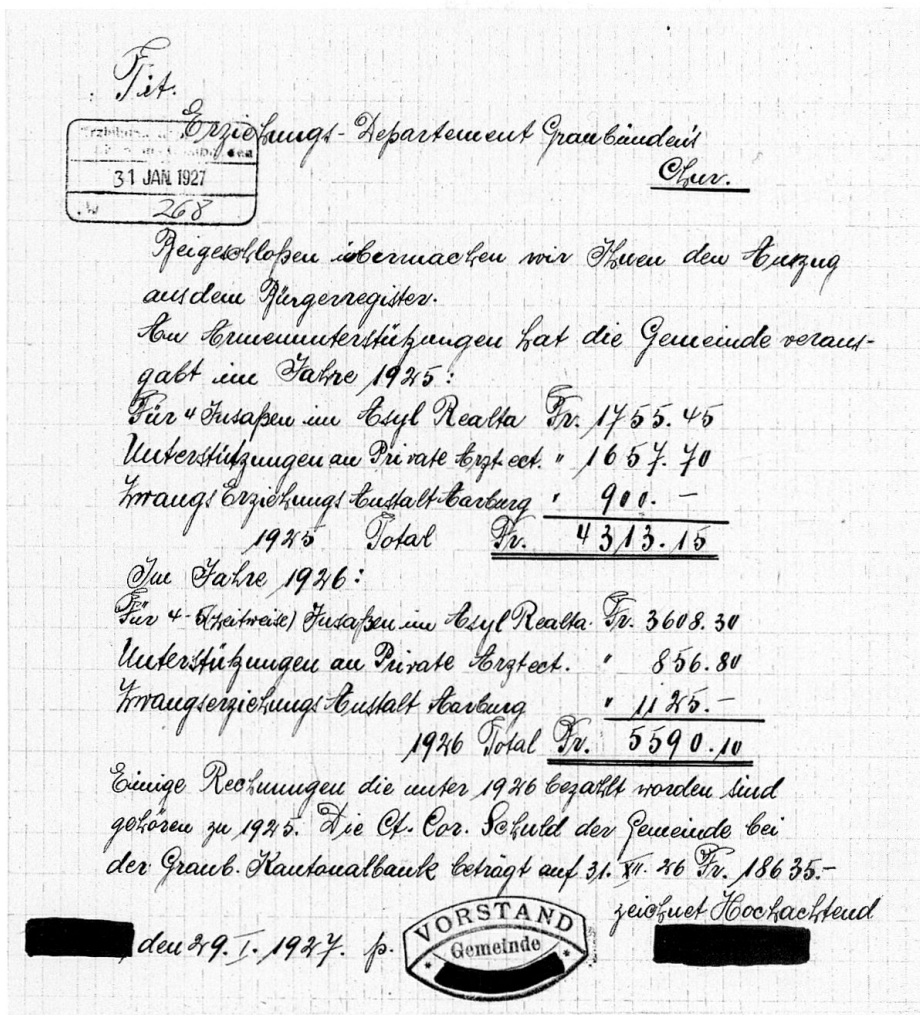 Tit.
Erziehungs-Departement Graubünden's
Chur.
31 JAN. 1927
268
Beigeschloßen übermachen wir Ihnen den Auszug
aus dem Bürgerregister.
An Armenunterstützungen hat die Gemeinde veraus-
gabt im Jahre 1925:
Für 4 Insaßen im Asyl Realta Fr. 1755.45
Unterstützungen an Private Arzt ect. " 1657.70
Zwangs Erziehungs Anstalt Aarburg " 900.–
1925 Total Fr. 4313.15
Im Jahre 1926:
Für 4-5 (zeitweise) Insaßen im Asyl Realta. Fr. 3608.30
Unterstützungen an Private Arzt ect. " 856.80
Zwangserziehungs Anstalt Aarburg " 1125.–
1926 Total Fr. 5590.10
Einige Rechnungen die unter 1926 bezahlt worden sind
gehören zu 1925. Die Ct. Cor. Schuld der Gemeinde bei
der Graub. Kantonalbank beträgt auf 31. XII. 26 Fr. 18635.–
zeichnet Hochachtend
den 29. I. 1927. p.
VORSTAND
Gemeinde